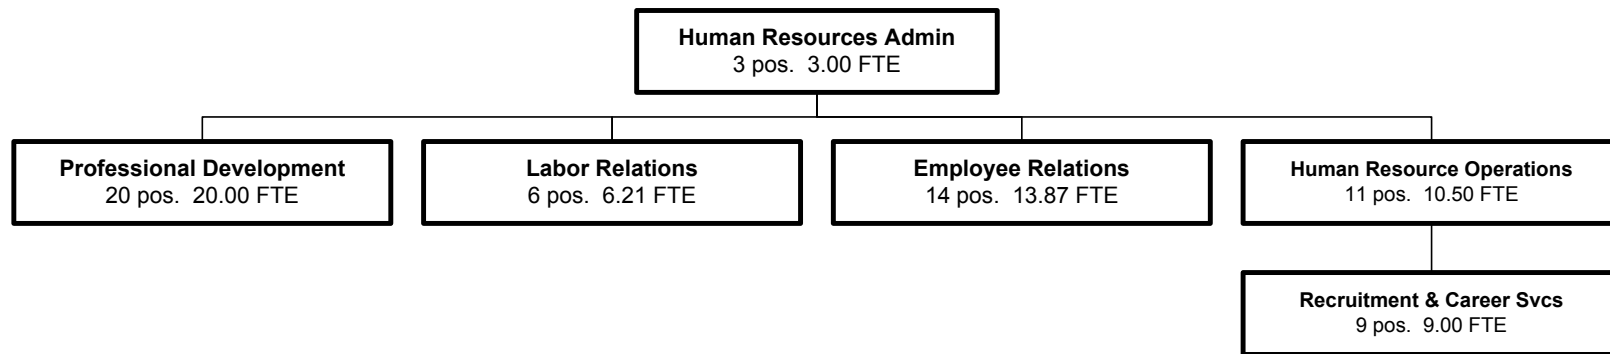 Human Resources Admin
3 pos.  3.00 FTE
Professional Development
20 pos.  20.00 FTE
Labor Relations
6 pos.  6.21 FTE
Employee Relations
14 pos.  13.87 FTE
Human Resource Operations
11 pos.  10.50 FTE
Recruitment & Career Svcs
9 pos.  9.00 FTE